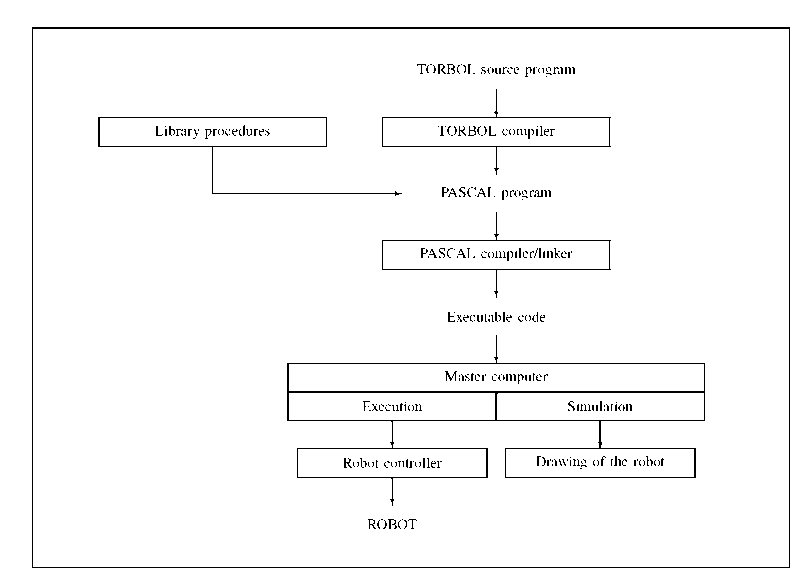 TORBOL source program
Library procedures
TORBOL compiler
PASCAL program
PASCAL compiler/linker
Executable code
Master computer
Execution
Simulation
Robot controller
Drawing of the robot
ROBOT